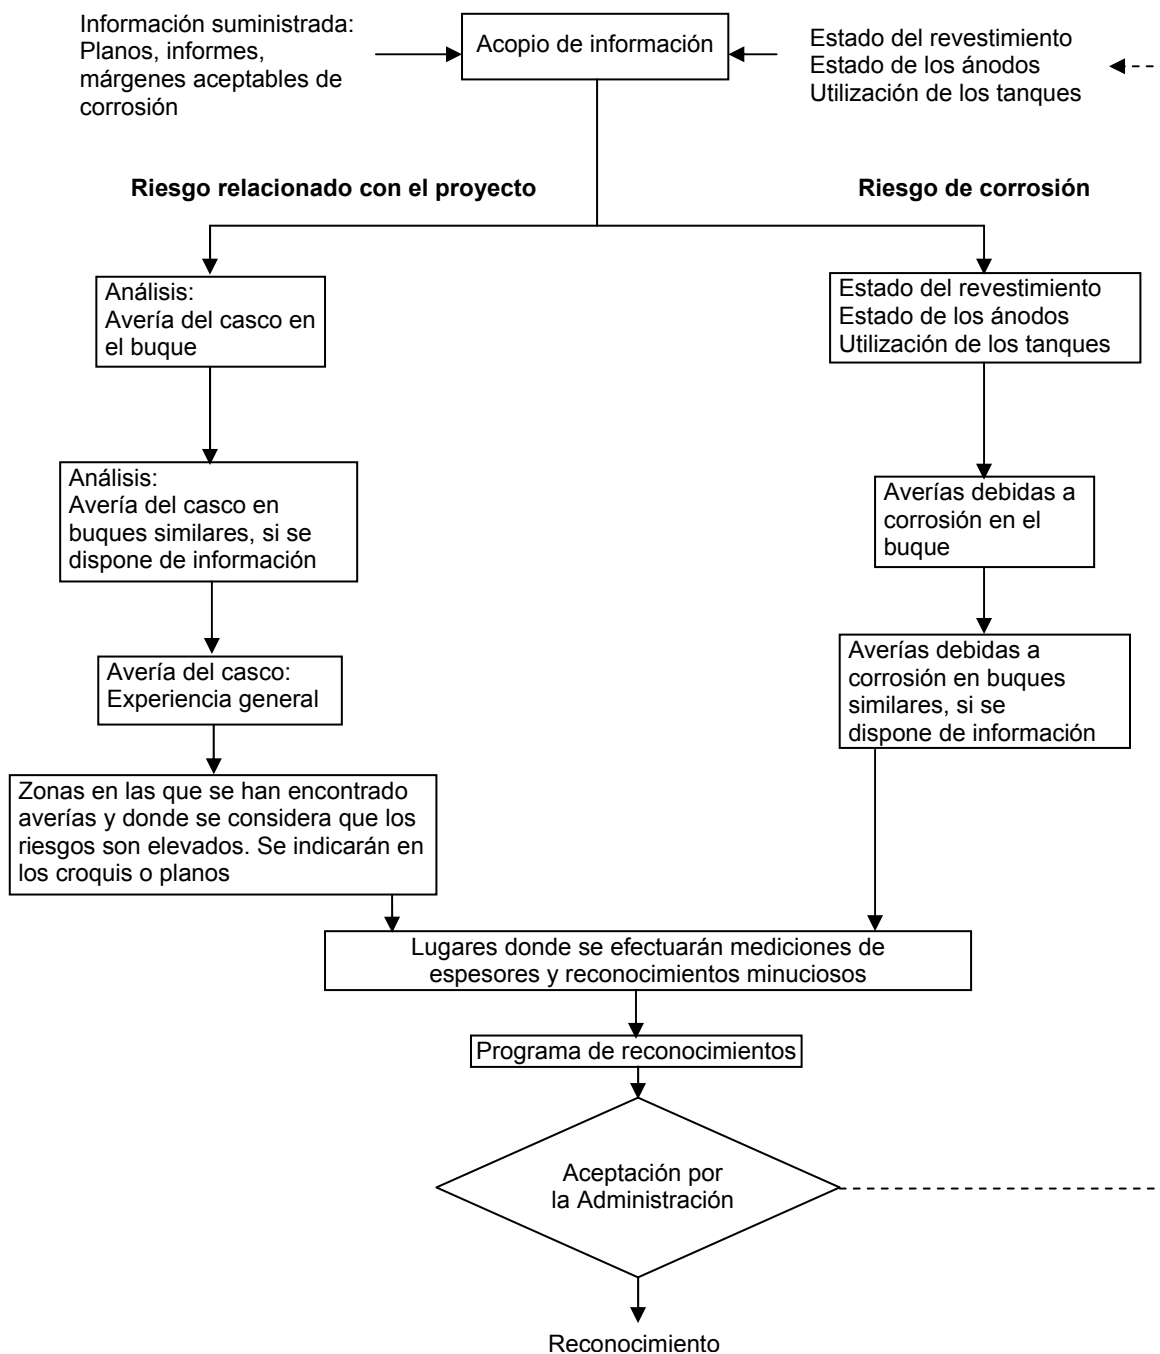 Información suministrada:
Planos, informes,
márgenes aceptables de
corrosión
Acopio de información
Estado del revestimiento
Estado de los ánodos
Utilización de los tanques
Riesgo relacionado con el proyecto
Riesgo de corrosión
Análisis:
Avería del casco en
el buque
Estado del revestimiento
Estado de los ánodos
Utilización de los tanques
Análisis:
Avería del casco en
buques similares, si se
dispone de información
Averías debidas a
corrosión en el
buque
Avería del casco:
Experiencia general
Averías debidas a
corrosión en buques
similares, si se
dispone de información
Zonas en las que se han encontrado
averías y donde se considera que los
riesgos son elevados. Se indicarán en
los croquis o planos
Lugares donde se efectuarán mediciones de
espesores y reconocimientos minuciosos
Programa de reconocimientos
Aceptación por
la Administración
Reconocimiento